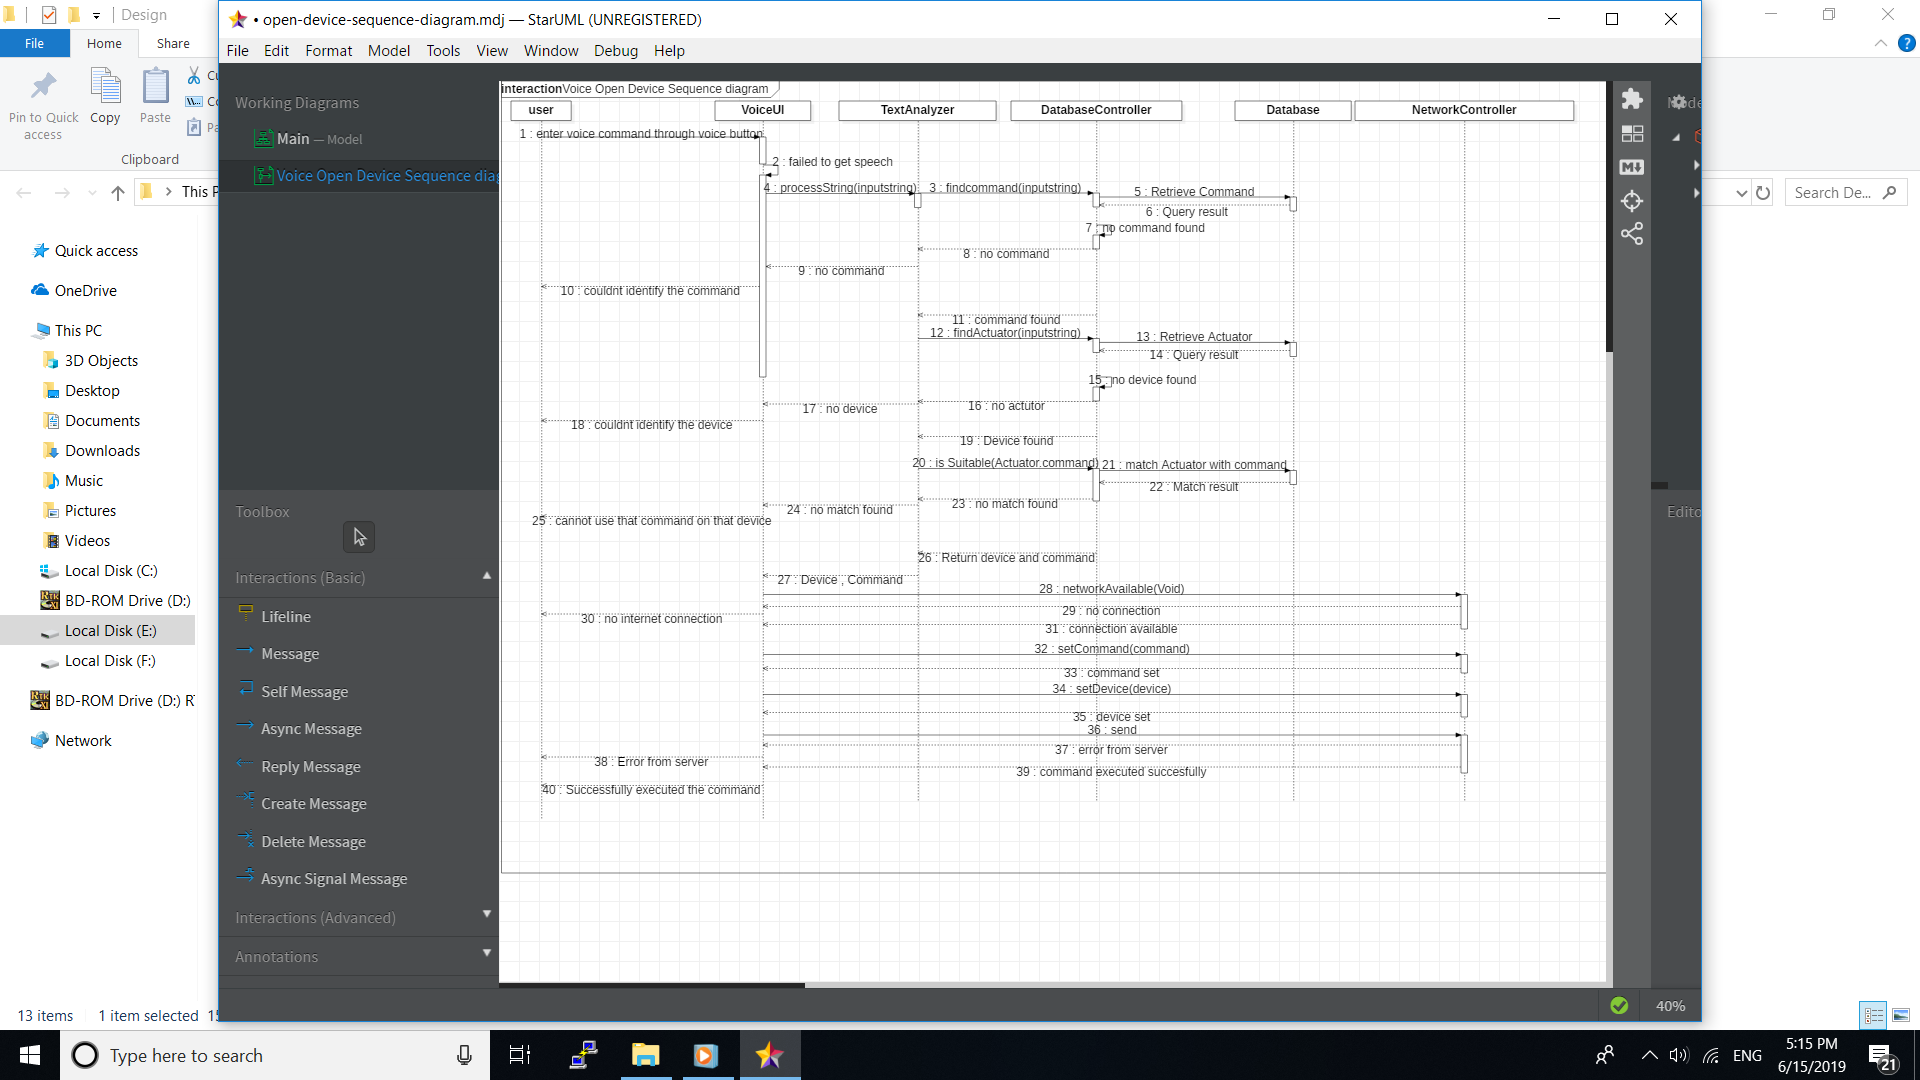 Design
• open-device-sequence-diagram.mdj — StarUML (UNREGISTERED)
File
Home
Share
File Edit Format Model Tools View Window Debug Help
Pin to Quick access
Copy
Paste
Clipboard
This P
Search De...
Quick access
OneDrive
This PC
3D Objects
Desktop
Documents
Downloads
Music
Pictures
Videos
Local Disk (C:)
BD-ROM Drive (D:)
Local Disk (E:)
Local Disk (F:)
BD-ROM Drive (D:) R
Network
13 items 1 item selected
Working Diagrams
Main — Model
Voice Open Device Sequence dia
Toolbox
Interactions (Basic)
Lifeline
Message
Self Message
Async Message
Reply Message
Create Message
Delete Message
Async Signal Message
Interactions (Advanced)
Annotations
interaction Voice Open Device Sequence diagram
user
VoiceUI
TextAnalyzer
DatabaseController
Database
NetworkController
1 : enter voice command through voice button
2 : failed to get speech
4 : processString(inputstring)
3 : findcommand(inputstring)
5 : Retrieve Command
6 : Query result
7 : no command found
8 : no command
9 : no command
10 : couldnt identify the command
11 : command found
12 : findActuator(inputstring)
13 : Retrieve Actuator
14 : Query result
15 : no device found
16 : no actutor
17 : no device
18 : couldnt identify the device
19 : Device found
20 : is Suitable(Actuator.command)
21 : match Actuator with command
22 : Match result
23 : no match found
24 : no match found
25 : cannot use that command on that device
26 : Return device and command
27 : Device , Command
28 : networkAvailable(Void)
29 : no connection
30 : no internet connection
31 : connection available
32 : setCommand(command)
33 : command set
34 : setDevice(device)
35 : device set
36 : send
37 : error from server
38 : Error from server
39 : command executed succesfully
40 : Successfully executed the command
Edito
40%
Type here to search
ENG
5:15 PM
6/15/2019
21